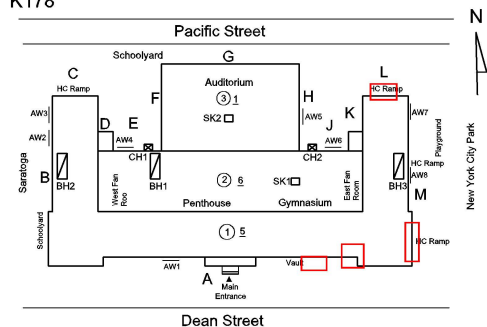 K178
Pacific Street
N
Schoolyard
G
C
L
HC Ramp
Auditorium
HC Ramp
3 1
F
H
AW3
SK2
AW5
AW7
D
E
K
J
AW2
AW4
AW6
Playground
CH1
CH2
Saratoga
B
BH2
BH1
BH3
HC Ramp
AW8
M
New York City Park
West Fan
Roo
2 6
SK1
East Fan
Room
Penthouse
Gymnasium
Schoolyard
1 5
HC Ramp
AW1
Vault
A
Main
Entrance
Dean Street